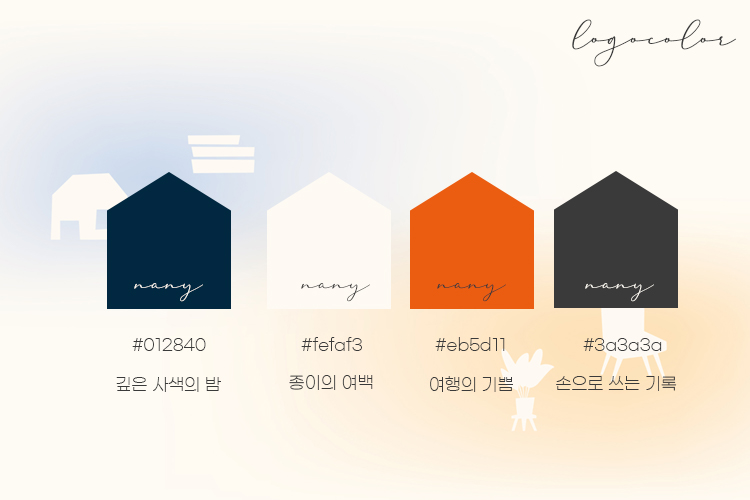 logocolor
nany nany nany nany
#012840 #fefaf3 #eb5d11 #3a3a3a
깊은 사색의 밤 종이의 여백 여행의 기쁨 손으로 쓰는 기록